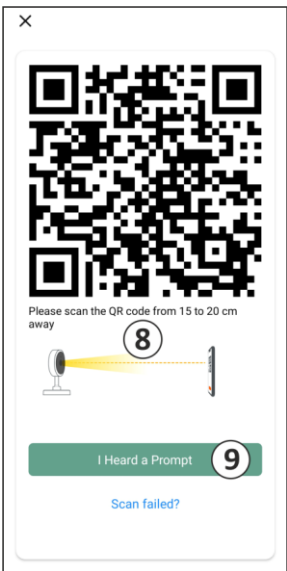 Please scan the QR code from 15 to 20 cm
away
8
I Heard a Prompt
9
Scan failed?